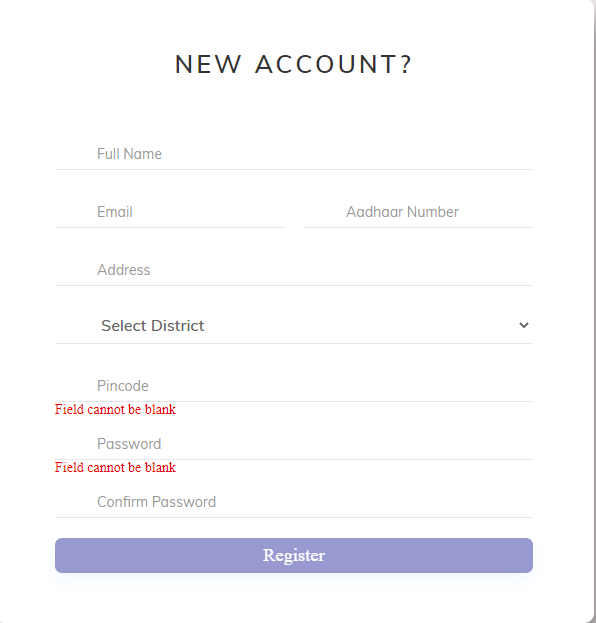 NEW ACCOUNT?
Full Name
Email Aadhaar Number
Address
Select District
Pincode
Field cannot be blank
Password
Field cannot be blank
Confirm Password
Register